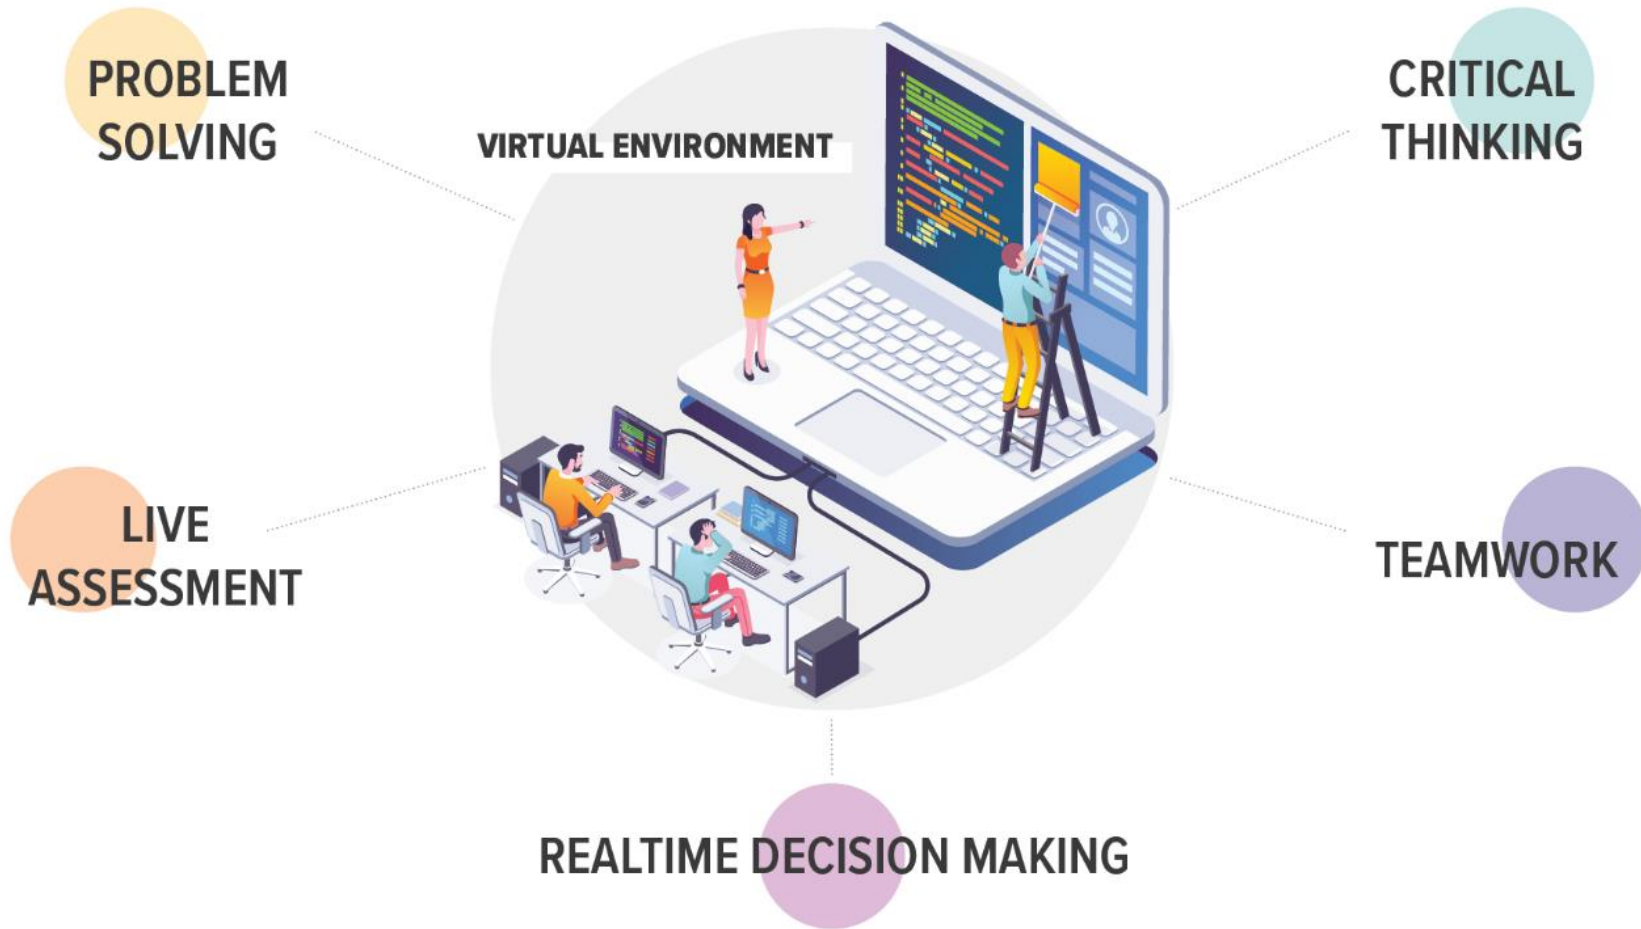 PROBLEM
SOLVING
VIRTUAL ENVIRONMENT
CRITICAL
THINKING
LIVE
ASSESSMENT
TEAMWORK
REALTIME DECISION MAKING